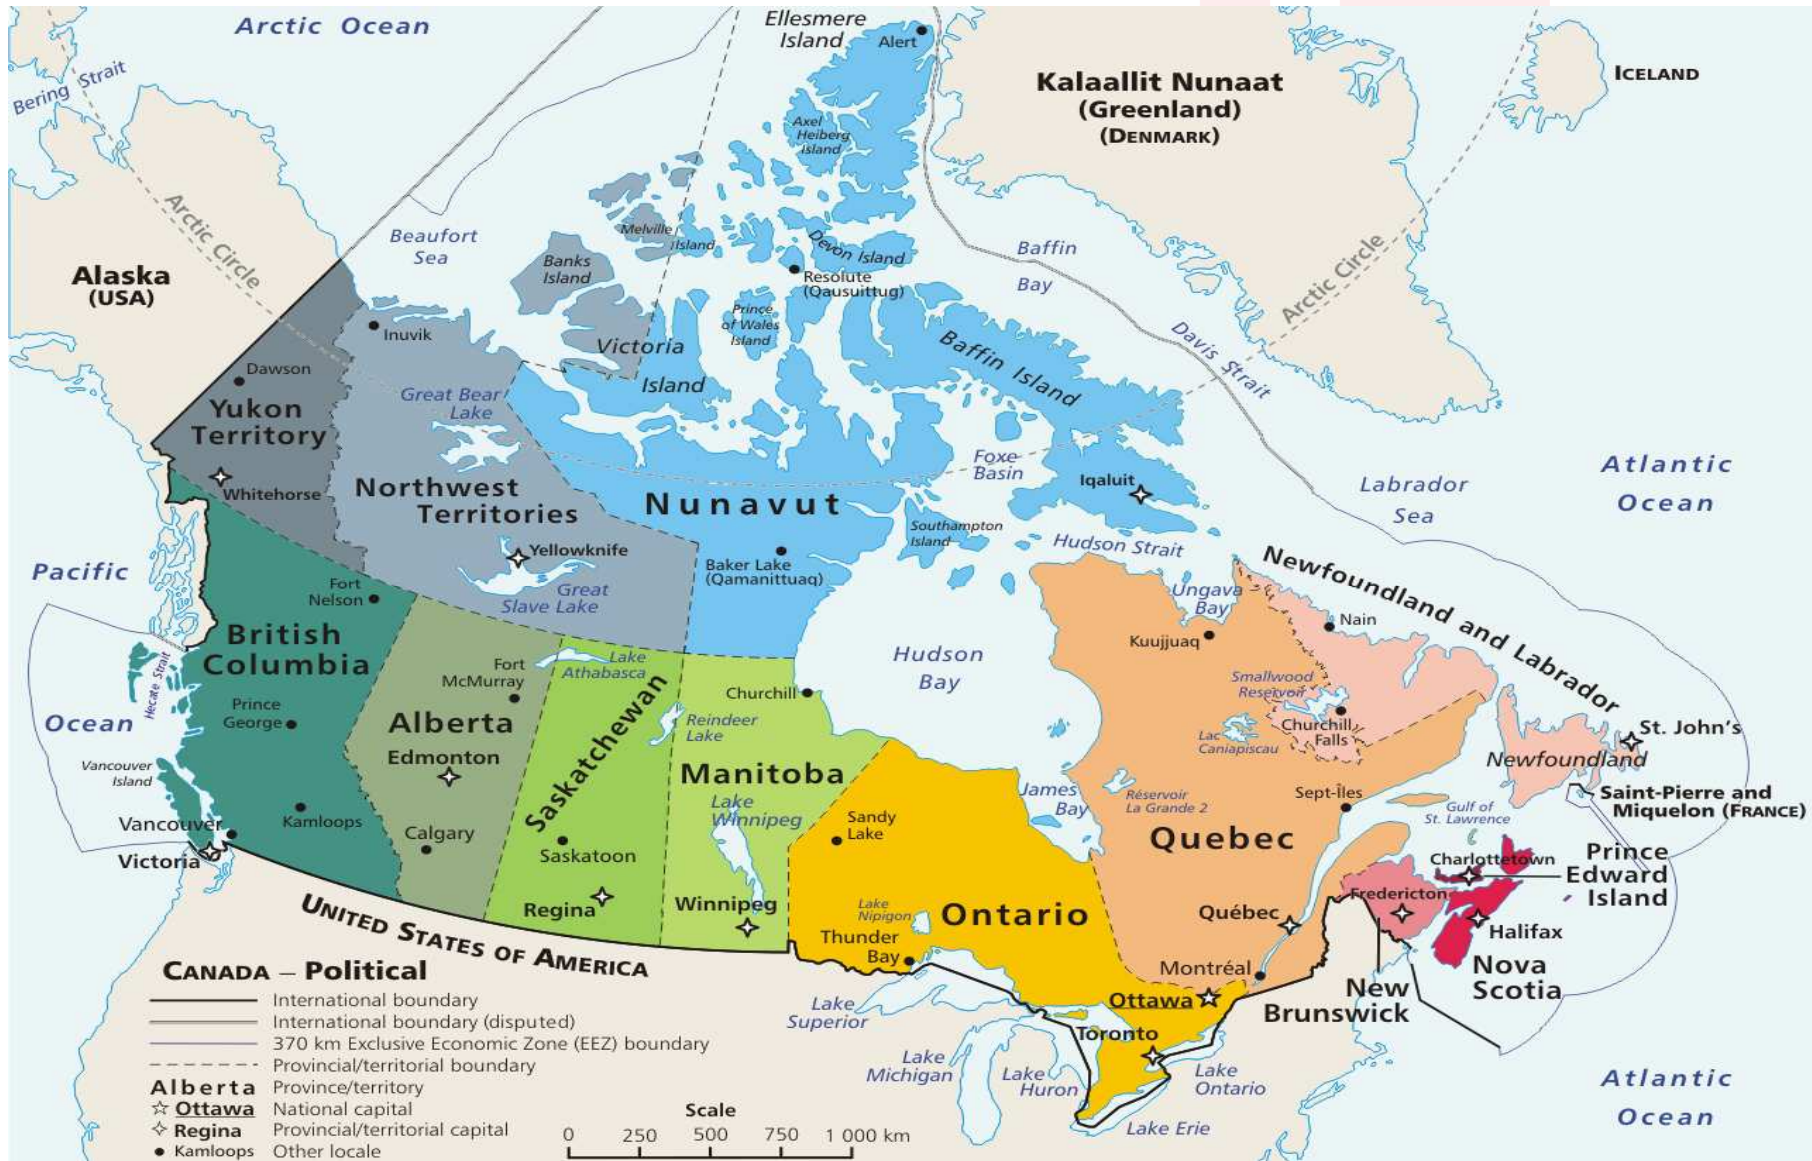 Arctic Ocean
Ellesmere
Island
Alert
Bering Strait
Kalaallit Nunaat
(Greenland)
(DENMARK)
ICELAND
Axel
Heiberg
Island
Arctic Circle
Beaufort
Sea
Melville
Island
Devon Island
Baffin
Bay
Arctic Circle
Alaska
(USA)
Banks
Island
Resolute
(Qausuittug)
Prince
of Wales
Island
Inuvik
Victoria
Island
Baffin Island
Davis Strait
Dawson
Great Bear
Lake
Yukon
Territory
Whitehorse
Northwest
Territories
Nunavut
Foxe
Basin
Iqaluit
Labrador
Sea
Atlantic
Ocean
Yellowknife
Great
Slave Lake
Baker Lake
(Qamanittuaq)
Southampton
Island
Hudson Strait
Ungava
Bay
Newfoundland and Labrador
Pacific
Ocean
Fort
Nelson
British
Columbia
Hecate Strait
Prince
George
Vancouver
Island
Kamloops
Vancouver
Victoria
Fort
McMurray
Alberta
Edmonton
Calgary
Lake
Athabasca
Saskatchewan
Reindeer
Lake
Saskatoon
Regina
Churchill
Manitoba
Lake
Winnipeg
Winnipeg
Hudson
Bay
James
Bay
Sandy
Lake
Lake
Nipigon
Thunder
Bay
Ontario
Kuujjuaq
Nain
Smallwood
Reservoir
Churchill
Falls
Lac
Caniapiscau
Réservoir
La Grande 2
Sept-Îles
Quebec
Québec
Montréal
Ottawa
Toronto
St. John's
Newfoundland
Saint-Pierre and
Miquelon (FRANCE)
Gulf of
St. Lawrence
Charlottetown
Prince
Edward
Island
Fredericton
Halifax
Nova
Scotia
New
Brunswick
UNITED STATES OF AMERICA
Lake
Superior
Lake
Michigan
Lake
Huron
Lake
Ontario
Lake Erie
Atlantic
Ocean
CANADA – Political
International boundary
International boundary (disputed)
370 km Exclusive Economic Zone (EEZ) boundary
Provincial/territorial boundary
Alberta Province/territory
Ottawa National capital
Regina Provincial/territorial capital
Kamloops Other locale
Scale
0 250 500 750 1 000 km